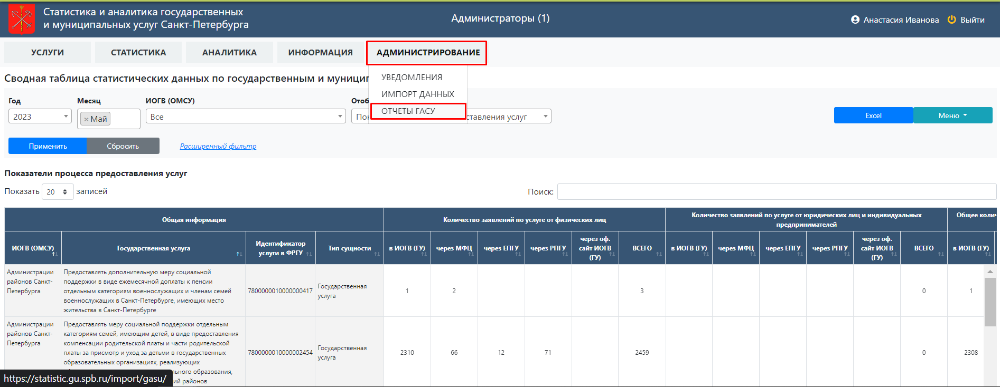 Статистика и аналитика государственных
и муниципальных услуг Санкт-Петербурга
Администраторы (1)
Анастасия Иванова
Выйти
УСЛУГИ
СТАТИСТИКА
АНАЛИТИКА
ИНФОРМАЦИЯ
АДМИНИСТРИРОВАНИЕ
УВЕДОМЛЕНИЯ
ИМПОРТ ДАННЫХ
ОТЧЕТЫ ГАСУ
Сводная таблица статистических данных по государственным и муниц
Год
Месяц
ИОГВ (ОМСУ)
Отоб
2023
× Май
Все
Пок
ставления услуг
Excel
Меню
Применить
Сбросить
Расширенный фильтр
Показатели процесса предоставления услуг
Показать 20 записей
Поиск:
Общая информация
Количество заявлений по услуге от физических лиц
Количество заявлений по услуге от юридических лиц и индивидуальных
предпринимателей
Общее колич
ИОГВ (ОМСУ)
Государственная услуга
Идентификатор
услуги в ФРГУ
Тип сущности
в ИОГВ (ГУ)
через МФЦ
через ЕПГУ
через РПГУ
через оф.
сайт ИОГВ
(ГУ)
ВСЕГО
в ИОГВ (ГУ)
через МФЦ
через ЕПГУ
через РПГУ
через оф.
сайт ИОГВ
(ГУ)
ВСЕГО
в ИОГВ (ГУ)
Администрации
районов Санкт-
Петербурга
Предоставлять дополнительную меру социальной
поддержки в виде ежемесячной доплаты к пенсии
отдельным категориям военнослужащих и членам семей
военнослужащих в Санкт-Петербурге, имеющих место
жительства в Санкт-Петербурге
7800000010000000417
Государственная
услуга
1
2
3
0
1
Администрации
районов Санкт-
Петербурга
Предоставлять меру социальной поддержки отдельным
категориям семей, имеющим детей, в виде предоставления
компенсации родительской платы и части родительской
платы за присмотр и уход за детьми в государственных
образовательных организациях, реализующих
льного образования,
ий районов
7800000010000002454
Государственная
услуга
2310
66
12
71
2459
0
2308
https://statistic.gu.spb.ru/import/gasu/